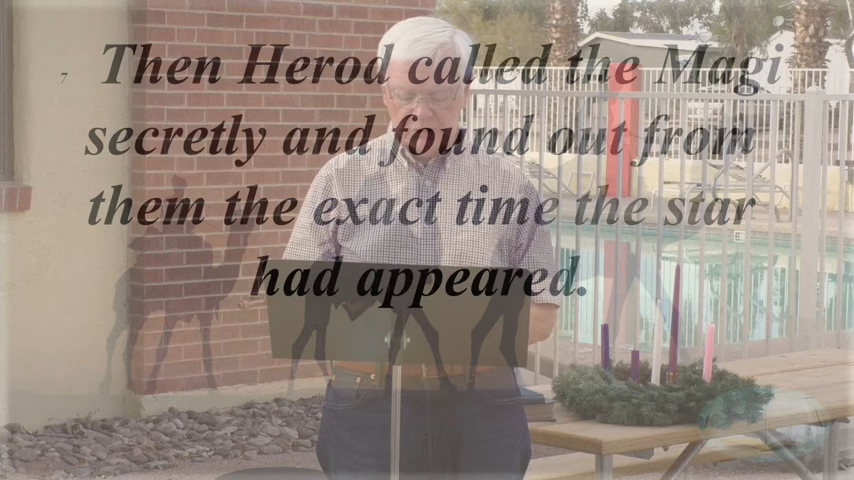 7 Then Herod called the Magi
secretly and found out from
them the exact time the star
had appeared.